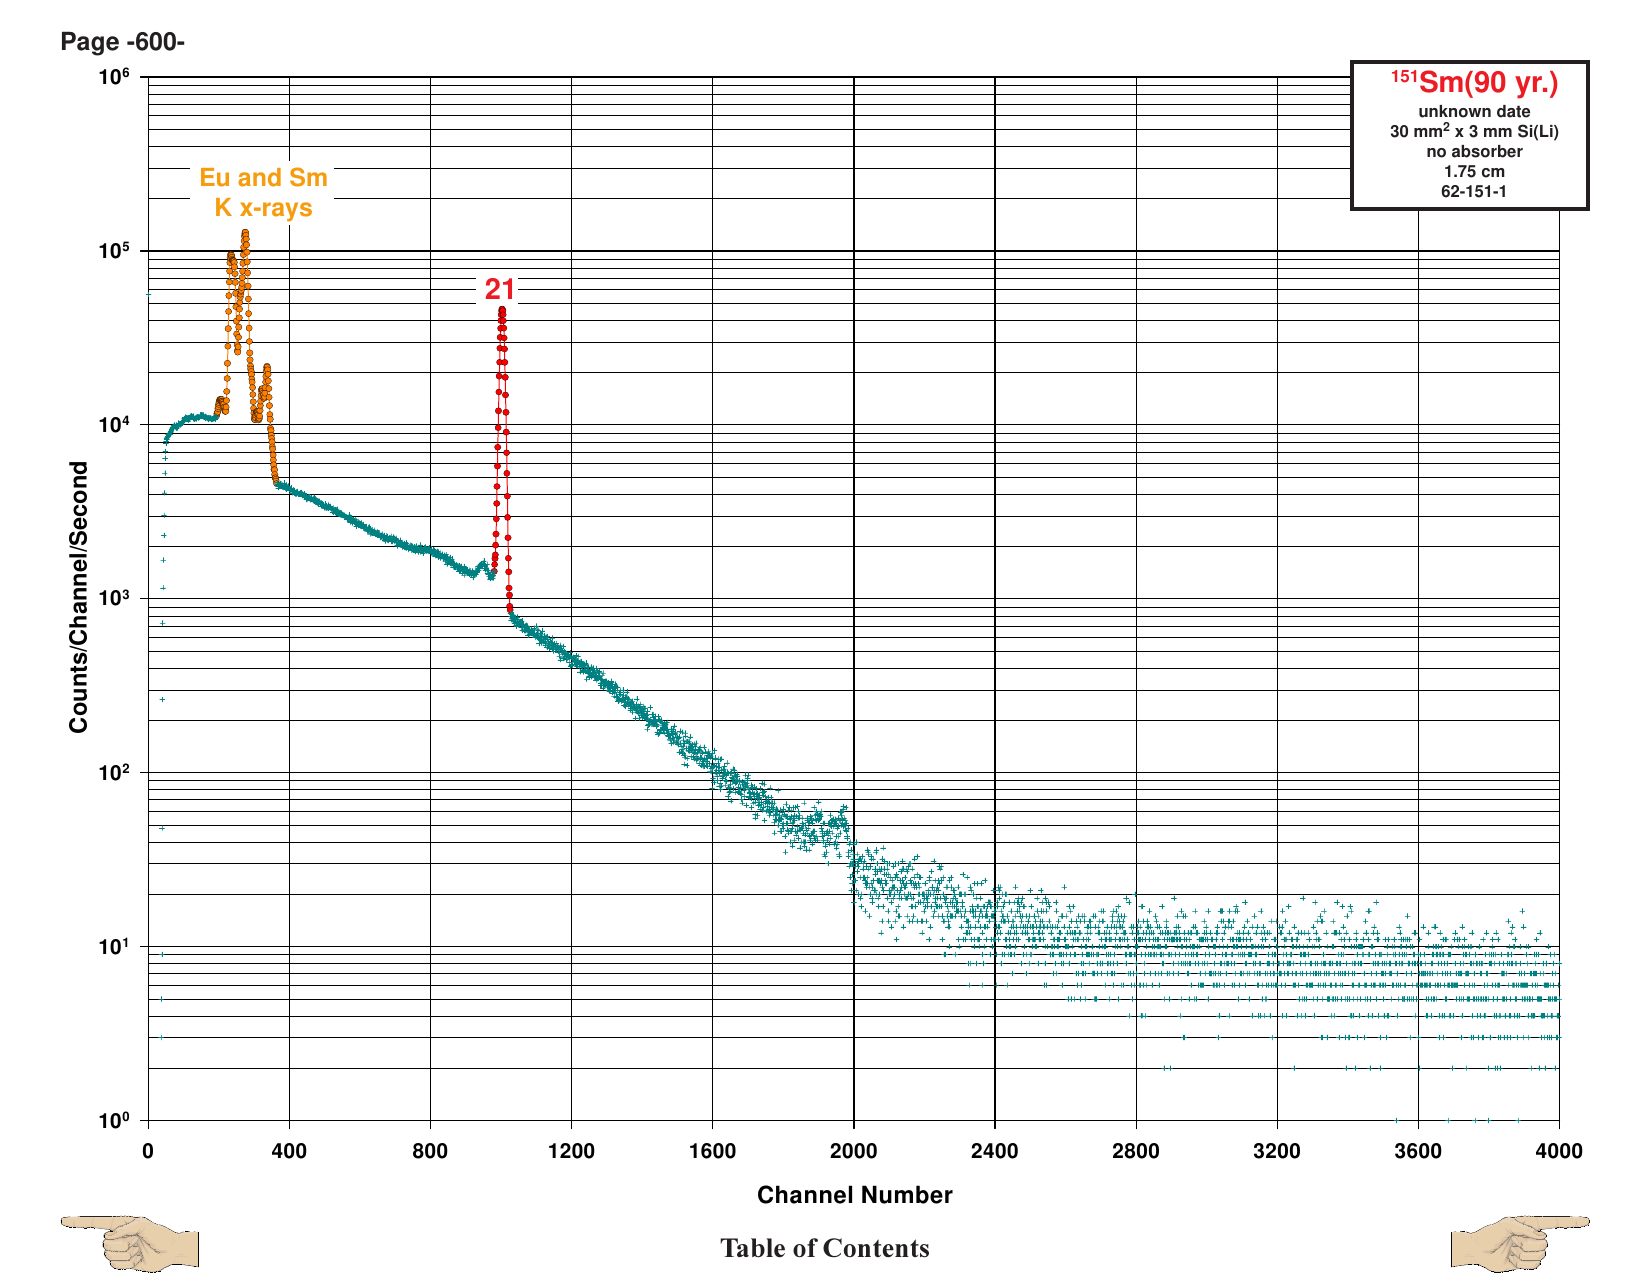 Page -600-
¹⁵¹Sm(90 yr.)
unknown date
30 mm² x 3 mm Si(Li)
no absorber
1.75 cm
62-151-1
Eu and Sm
K x-rays
21
10⁶
10⁵
10⁴
10³
10²
10¹
10⁰
Counts/Channel/Second
0 400 800 1200 1600 2000 2400 2800 3200 3600 4000
Channel Number
Table of Contents